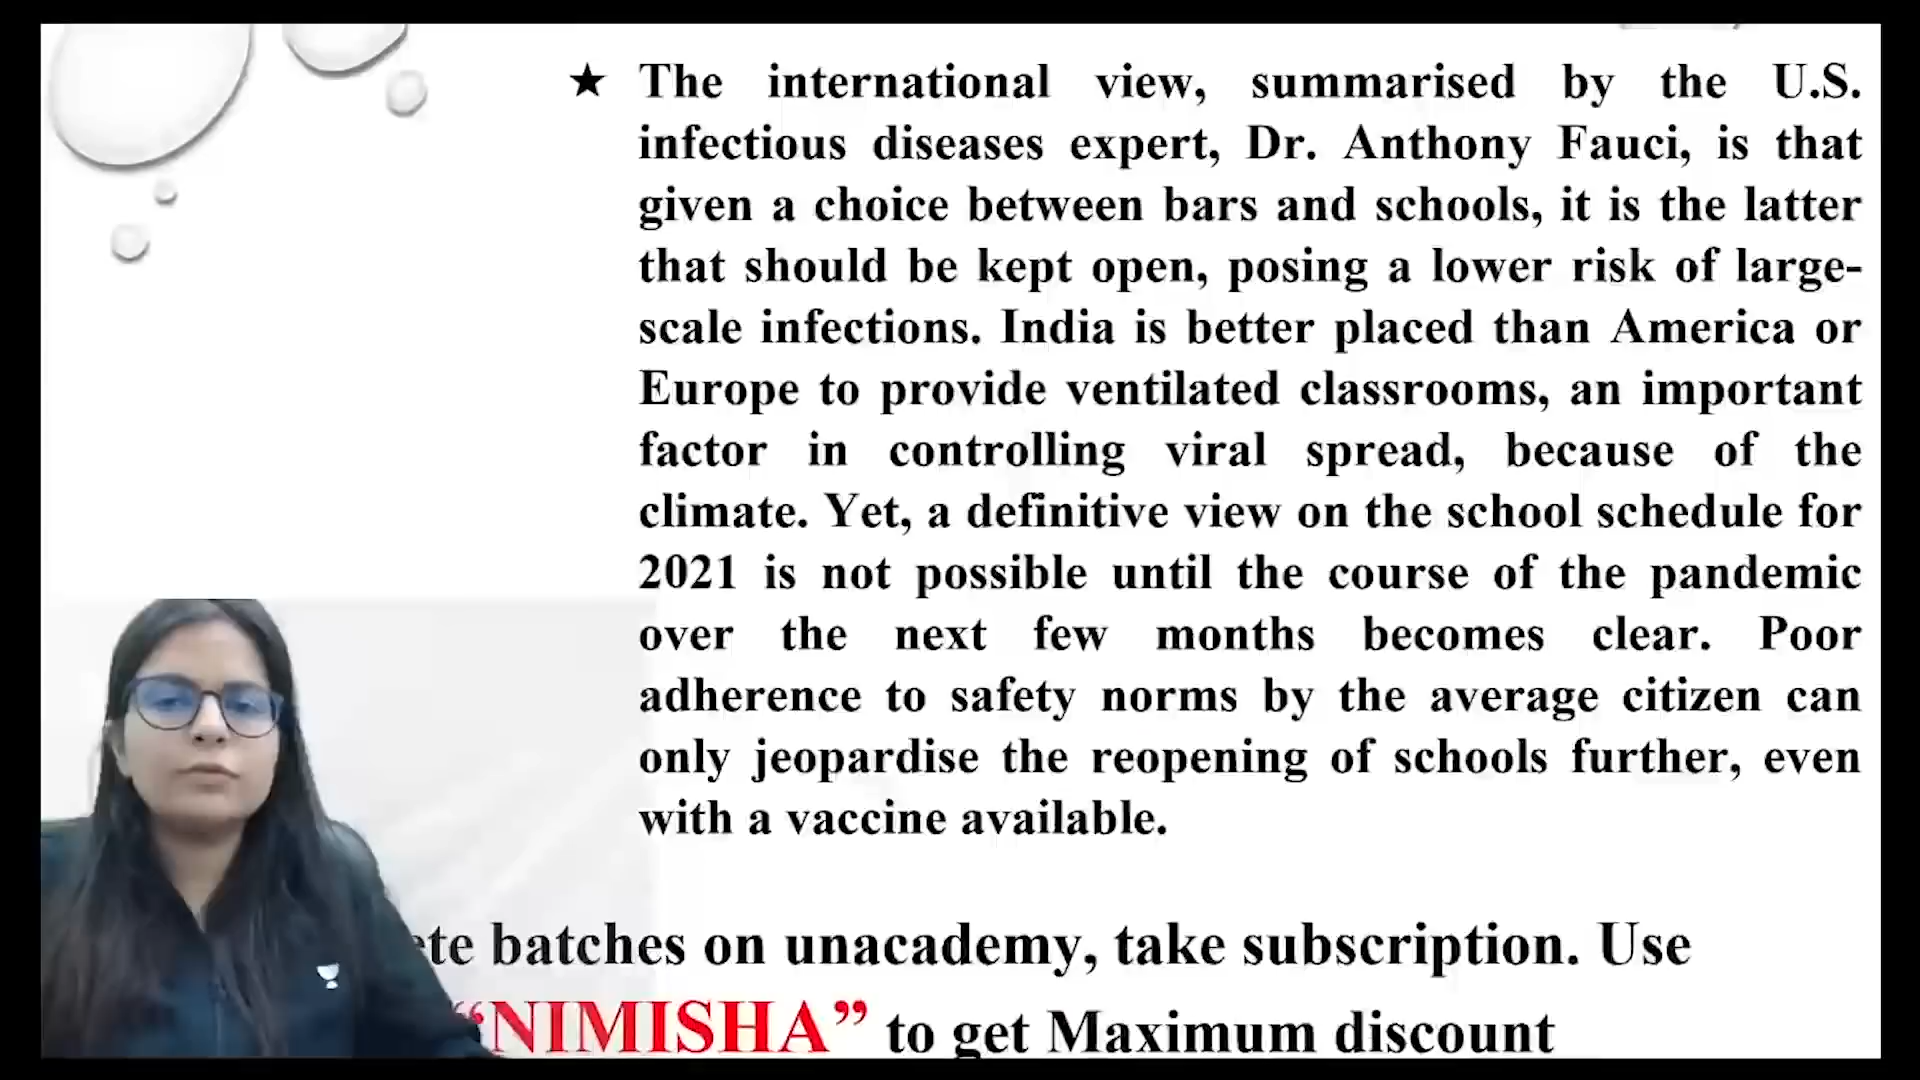 ★ The international view, summarised by the U.S.
infectious diseases expert, Dr. Anthony Fauci, is that
given a choice between bars and schools, it is the latter
that should be kept open, posing a lower risk of large-
scale infections. India is better placed than America or
Europe to provide ventilated classrooms, an important
factor in controlling viral spread, because of the
climate. Yet, a definitive view on the school schedule for
2021 is not possible until the course of the pandemic
over the next few months becomes clear. Poor
adherence to safety norms by the average citizen can
only jeopardise the reopening of schools further, even
with a vaccine available.
batches on unacademy, take subscription. Use
“NIMISHA” to get Maximum discount